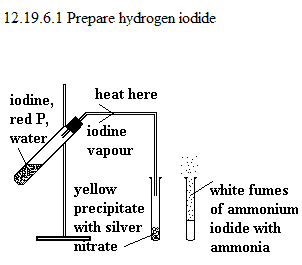 12.19.6.1 Prepare hydrogen iodide
iodine,
red P,
water
heat here
iodine
vapour
yellow
precipitate
with silver
nitrate
white fumes
of ammonium
iodide with
ammonia